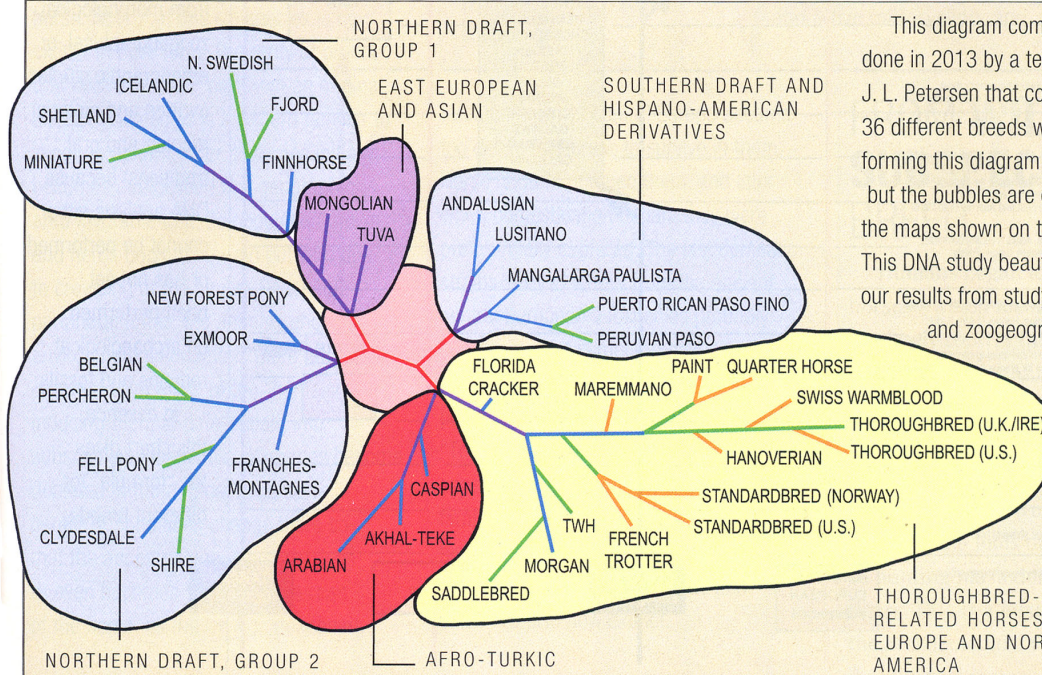 NORTHERN DRAFT,
GROUP 1
EAST EUROPEAN
AND ASIAN
SOUTHERN DRAFT AND
HISPANO-AMERICAN
DERIVATIVES
This diagram com
done in 2013 by a te
J. L. Petersen that co
36 different breeds w
forming this diagram
but the bubbles are
the maps shown on t
This DNA study beau
our results from study
and zoogeogr
N. SWEDISH
ICELANDIC
FJORD
SHETLAND
MINIATURE
FINNHORSE
MONGOLIAN
TUVA
ANDALUSIAN
LUSITANO
MANGALARGA PAULISTA
PUERTO RICAN PASO FINO
PERUVIAN PASO
NEW FOREST PONY
EXMOOR
BELGIAN
PERCHERON
FELL PONY
FRANCHES-
MONTAGNES
CLYDESDALE
SHIRE
FLORIDA
CRACKER
MAREMMANO
PAINT
QUARTER HORSE
SWISS WARMBLOOD
THOROUGHBRED (U.K./IRE)
THOROUGHBRED (U.S.)
HANOVERIAN
STANDARDBRED (NORWAY)
STANDARDBRED (U.S.)
FRENCH
TROTTER
TWH
MORGAN
SADDLEBRED
CASPIAN
AKHAL-TEKE
ARABIAN
NORTHERN DRAFT, GROUP 2
AFRO-TURKIC
THOROUGHBRED-
RELATED HORSES
EUROPE AND NOR
AMERICA